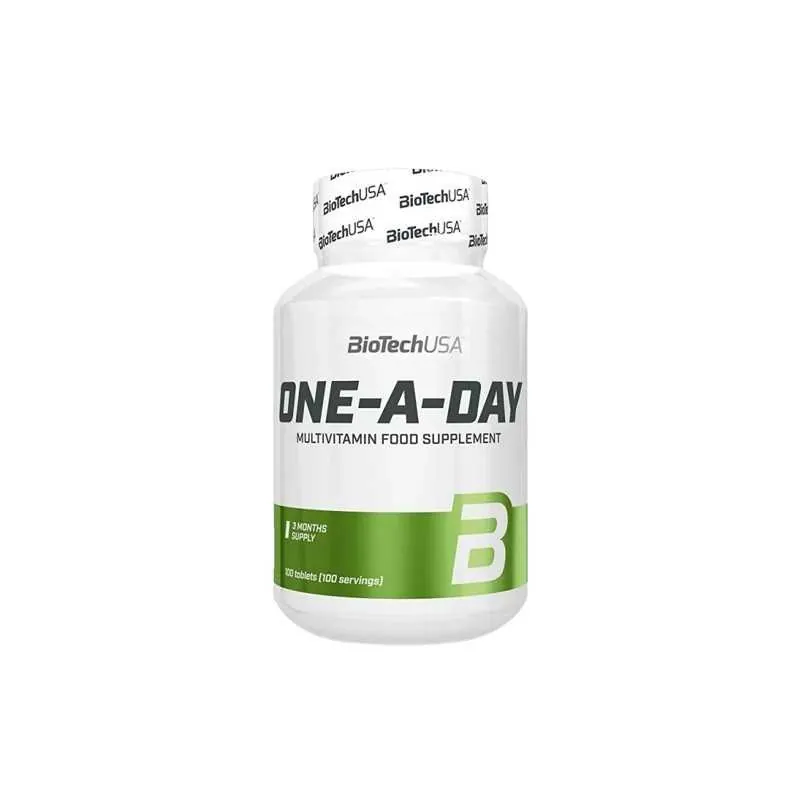 BioTechUSA
BioTechUSA
BioTechUSA
BioTechUSA
BioTechUSA
ONE-A-DAY
MULTIVITAMIN FOOD SUPPLEMENT
3 MONTHS
SUPPLY
100 tablets (100 servings)
B